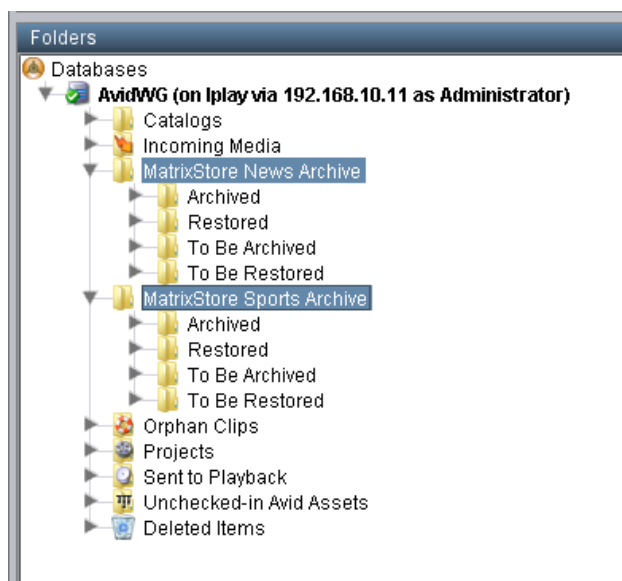 Folders
Databases
AvidWG (on Iplay via 192.168.10.11 as Administrator)
Catalogs
Incoming Media
MatrixStore News Archive
Archived
Restored
To Be Archived
To Be Restored
MatrixStore Sports Archive
Archived
Restored
To Be Archived
To Be Restored
Orphan Clips
Projects
Sent to Playback
Unchecked-in Avid Assets
Deleted Items